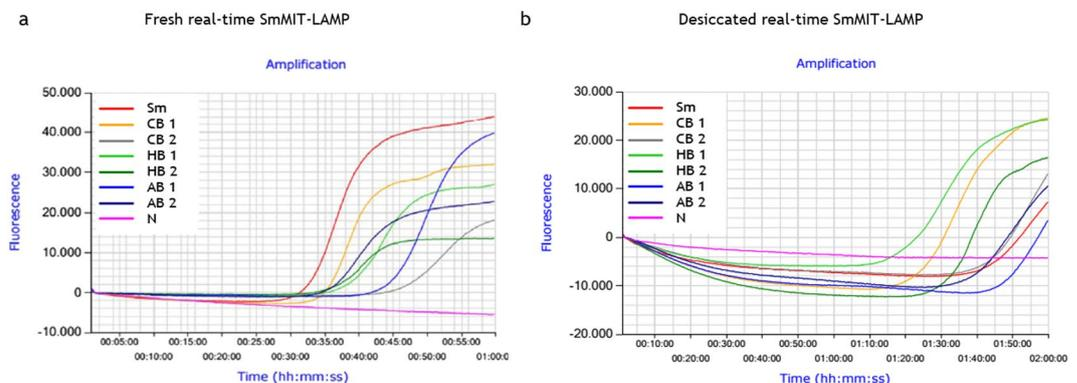 a
Fresh real-time SmMIT-LAMP
Amplification
50.000
40.000
30.000
20.000
10.000
0
-10.000
Fluorescence
Sm
CB 1
CB 2
HB 1
HB 2
AB 1
AB 2
N
00:05:00 00:15:00 00:25:00 00:35:00 00:45:00 00:55:00
00:10:00 00:20:00 00:30:00 00:40:00 00:50:00 01:00:0
Time (hh:mm:ss)
b
Desiccated real-time SmMIT-LAMP
Amplification
30.000
20.000
10.000
0
-10.000
-20.000
Fluorescence
Sm
CB 1
CB 2
HB 1
HB 2
AB 1
AB 2
N
00:10:00 00:30:00 00:50:00 01:10:00 01:30:00 01:50:00
00:20:00 00:40:00 01:00:00 01:20:00 01:40:00 02:00:00
Time (hh:mm:ss)